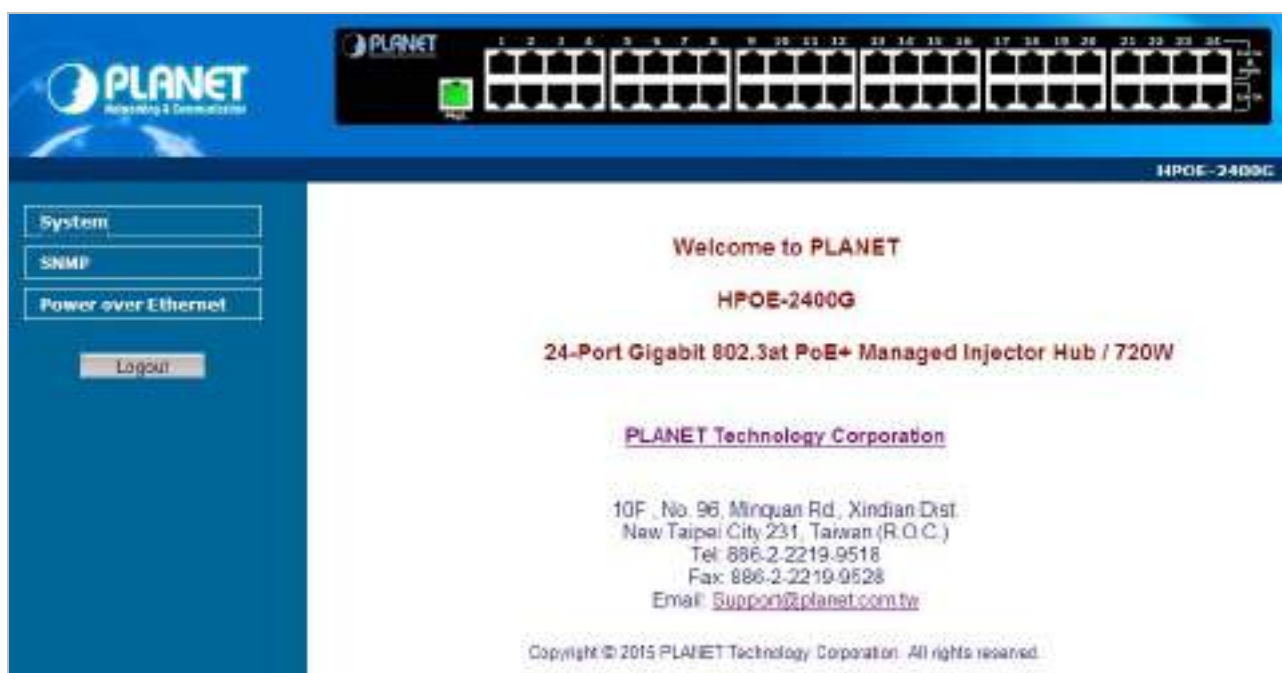 PLANET
Networking & Communication
PLANET
1 2 3 4 5 6 7 8 9 10 11 12 13 14 15 16 17 18 19 20 21 22 23 24
HPOE-2400G
System
SNMP
Power over Ethernet
Logout
Welcome to PLANET
HPOE-2400G
24-Port Gigabit 802.3at PoE+ Managed Injector Hub / 720W
PLANET Technology Corporation
10F., No. 96, Minquan Rd., Xindian Dist.
New Taipei City 231, Taiwan (R.O.C.)
Tel: 886-2-2219-9518
Fax: 886-2-2219-9528
Email: Support@planet.com.tw
Copyright © 2015 PLANET Technology Corporation. All rights reserved.